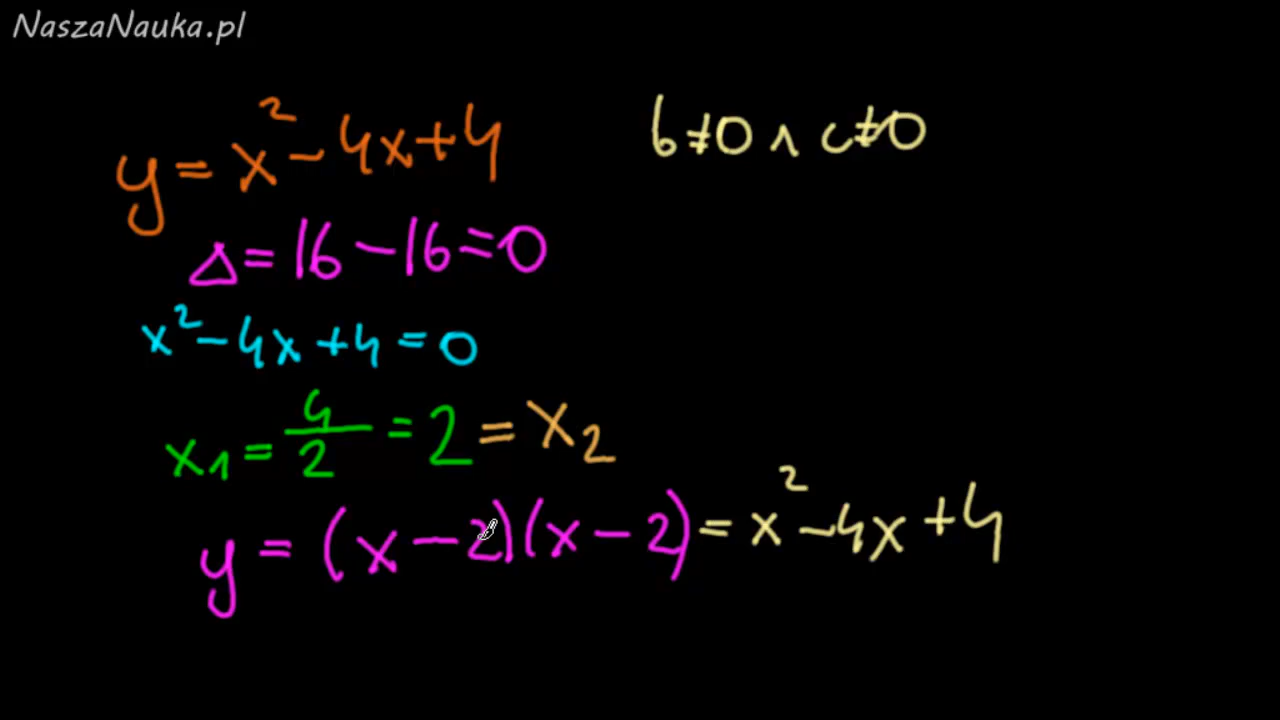 NaszaNauka.pl
y = x² - 4x + 4
b ≠ 0 ∧ c ≠ 0
Δ = 16 - 16 = 0
x² - 4x + 4 = 0
x₁ = 4/2 = 2 = x₂
y = (x - 2)(x - 2) = x² - 4x + 4